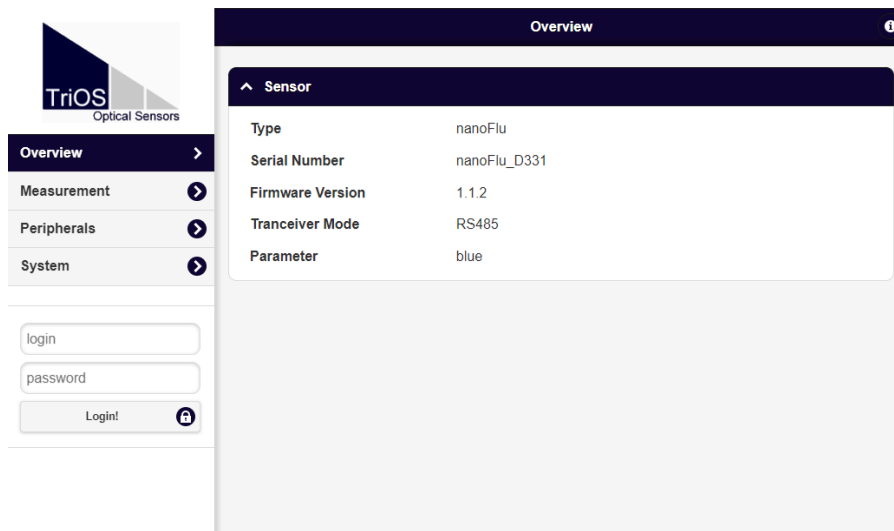 TriOS
Optical Sensors
Overview
Measurement
Peripherals
System
login
password
Login!
Overview
Sensor
Type nanoFlu
Serial Number nanoFlu_D331
Firmware Version 1.1.2
Tranceiver Mode RS485
Parameter blue